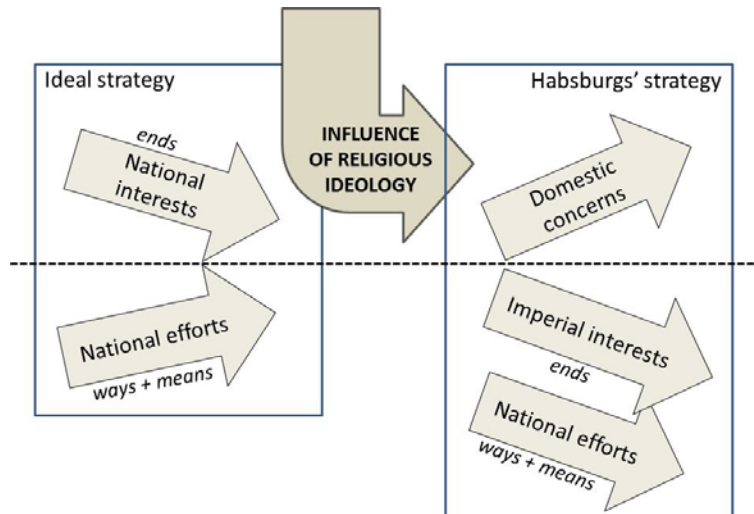 Ideal strategy
ends
National
interests
National efforts
ways + means
INFLUENCE
OF RELIGIOUS
IDEOLOGY
Habsburgs’ strategy
Domestic
concerns
Imperial interests
ends
National efforts
ways + means